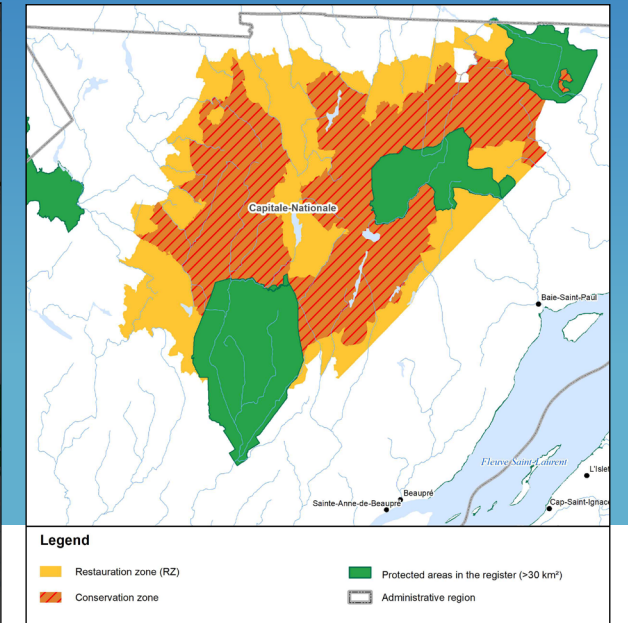 Capitale-Nationale
Baie-Saint-Paul
Fleuve Saint-Laurent
L'Islet
Beaupré
Sainte-Anne-de-Beaupré
Cap-Saint-Ignace
Legend
Restauration zone (RZ)
Protected areas in the register (>30 km²)
Conservation zone
Administrative region